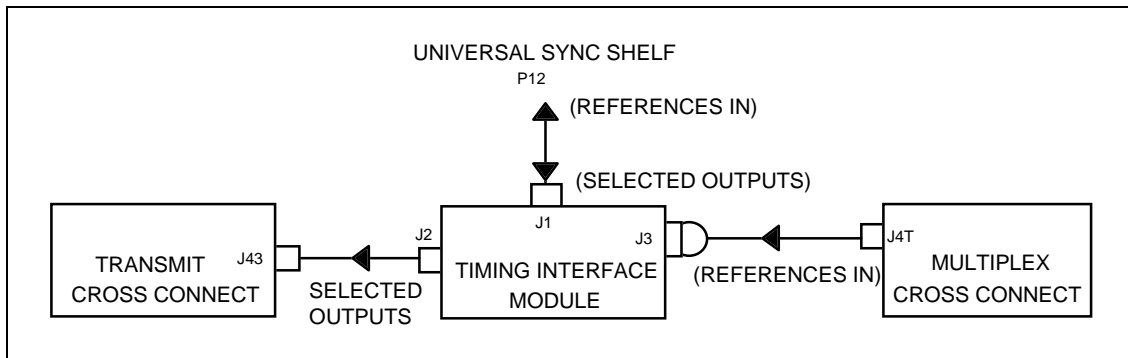 UNIVERSAL SYNC SHELF
P12
(REFERENCES IN)
(SELECTED OUTPUTS)
J1
J2
J3
J43
J4T
TRANSMIT
CROSS CONNECT
SELECTED
OUTPUTS
TIMING INTERFACE
MODULE
(REFERENCES IN)
MULTIPLEX
CROSS CONNECT